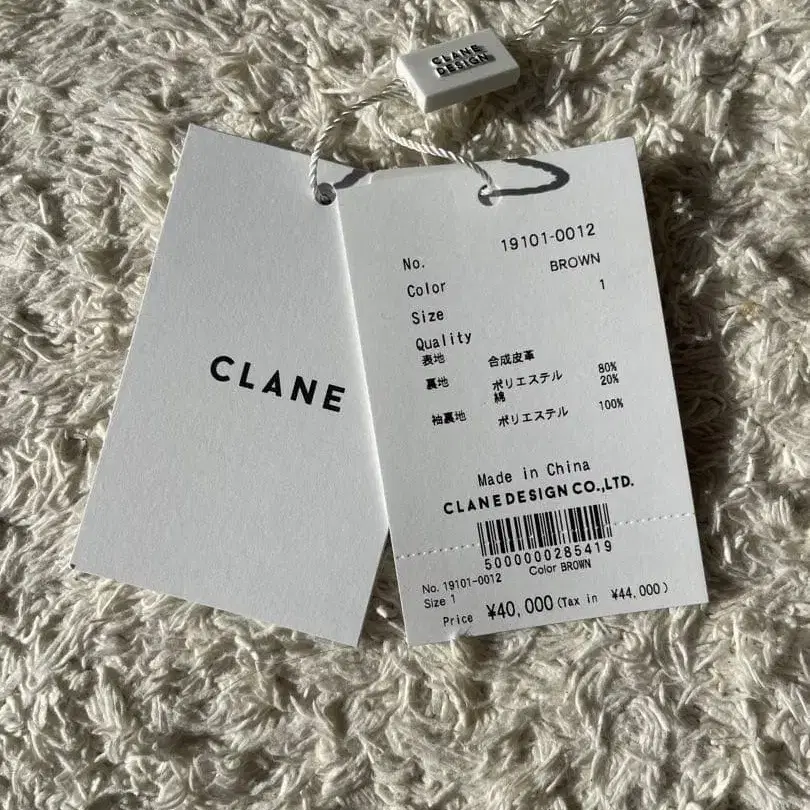 CLANE
DESIGN
CLANE
No. 19101-0012
Color BROWN
Size 1
Quality
表地 合成皮革
裏地 ポリエステル 80%
綿 20%
袖裏地 ポリエステル 100%
Made in China
CLANE DESIGN CO.,LTD.
5000000285419
No. 19101-0012 Color BROWN
Size 1
Price ¥40,000 (Tax in ¥44,000)